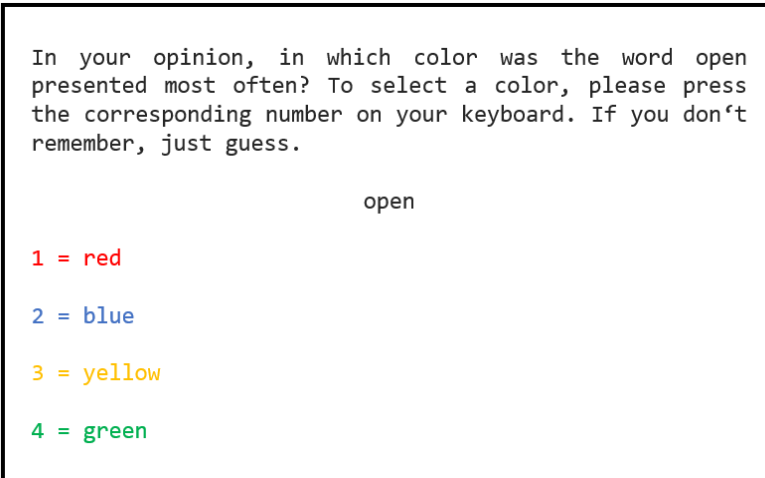 In your opinion, in which color was the word open
presented most often? To select a color, please press
the corresponding number on your keyboard. If you don‘t
remember, just guess.
open
1 = red
2 = blue
3 = yellow
4 = green